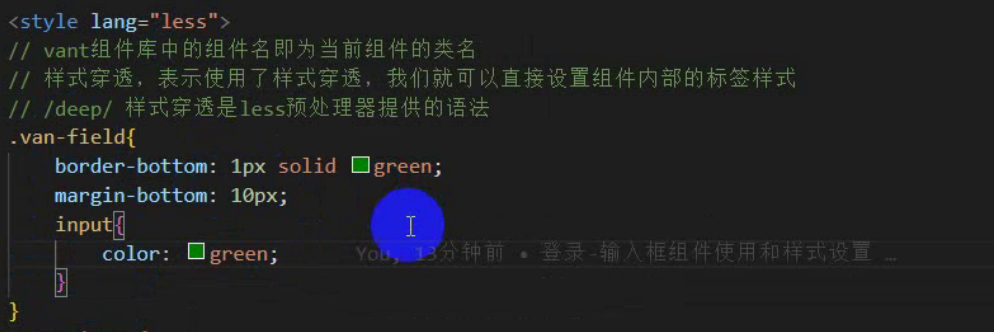 <style lang="less">
// vant组件库中的组件名即为当前组件的类名
// 样式穿透，表示使用了样式穿透，我们就可以直接设置组件内部的标签样式
// /deep/ 样式穿透是less预处理器提供的语法
.van-field{
border-bottom: 1px solid green;
margin-bottom: 10px;
input{
color: green; You, 13分钟前 • 登录-输入框组件使用和样式设置 …
}
}